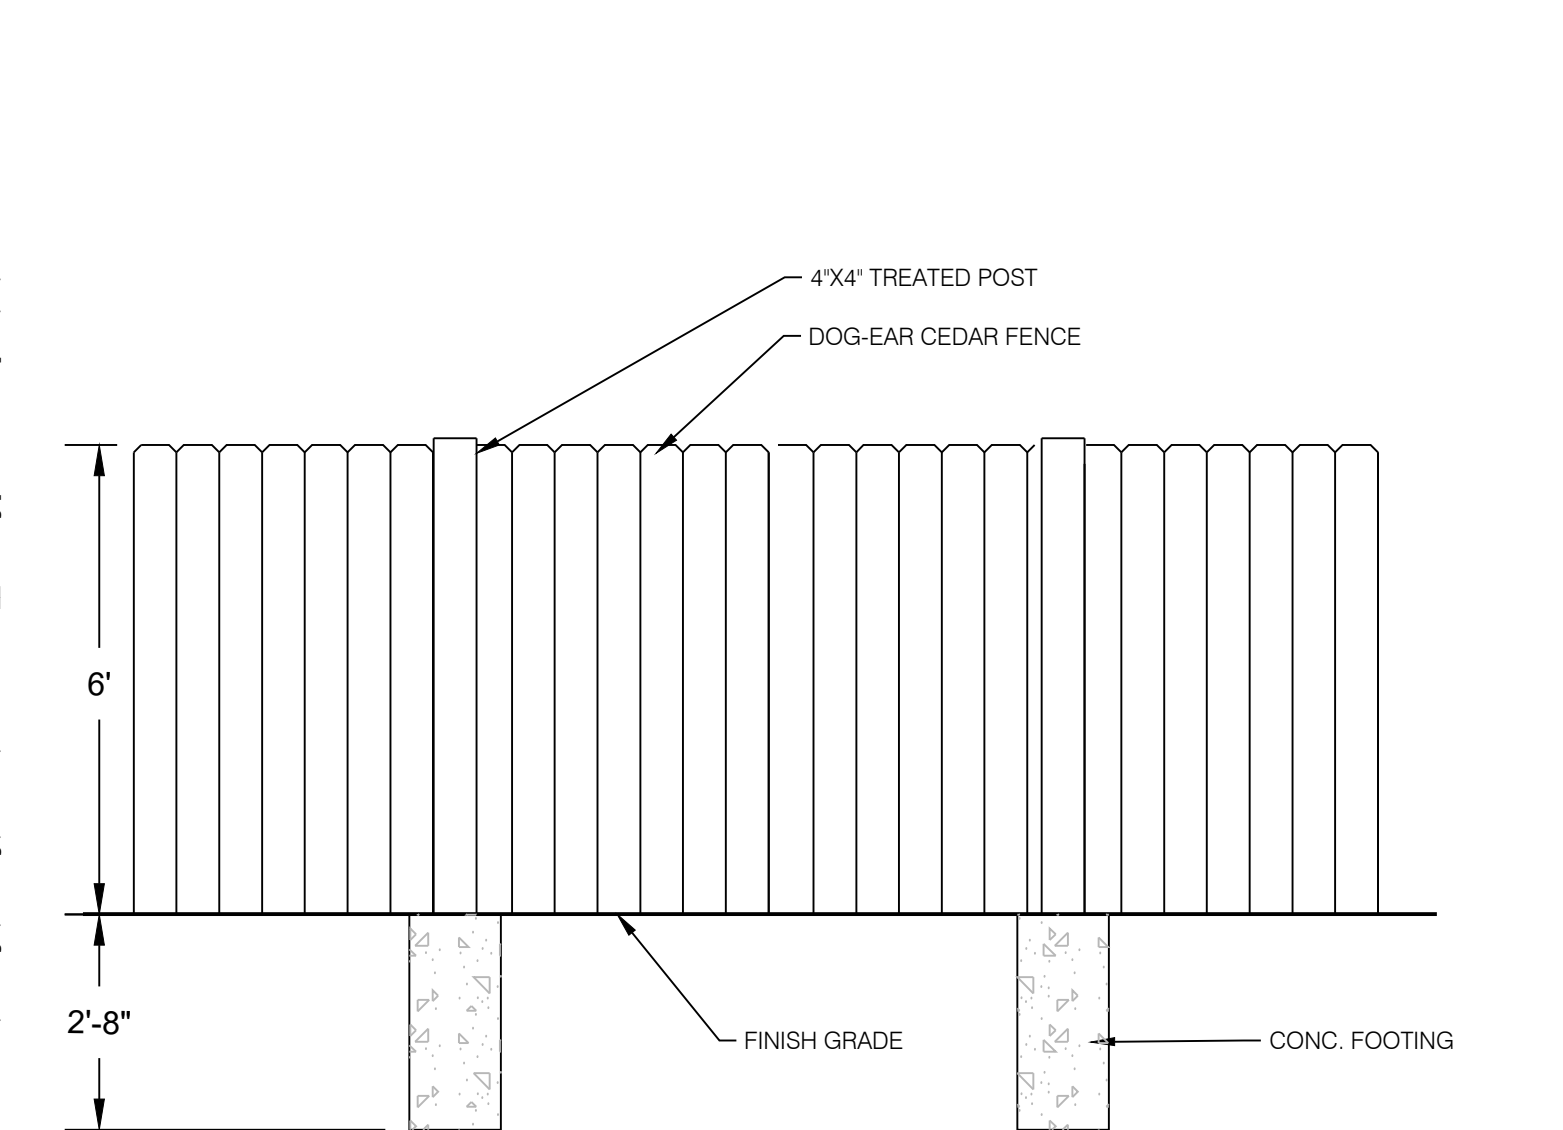 4"X4" TREATED POST
DOG-EAR CEDAR FENCE
6'
2'-8"
FINISH GRADE
CONC. FOOTING